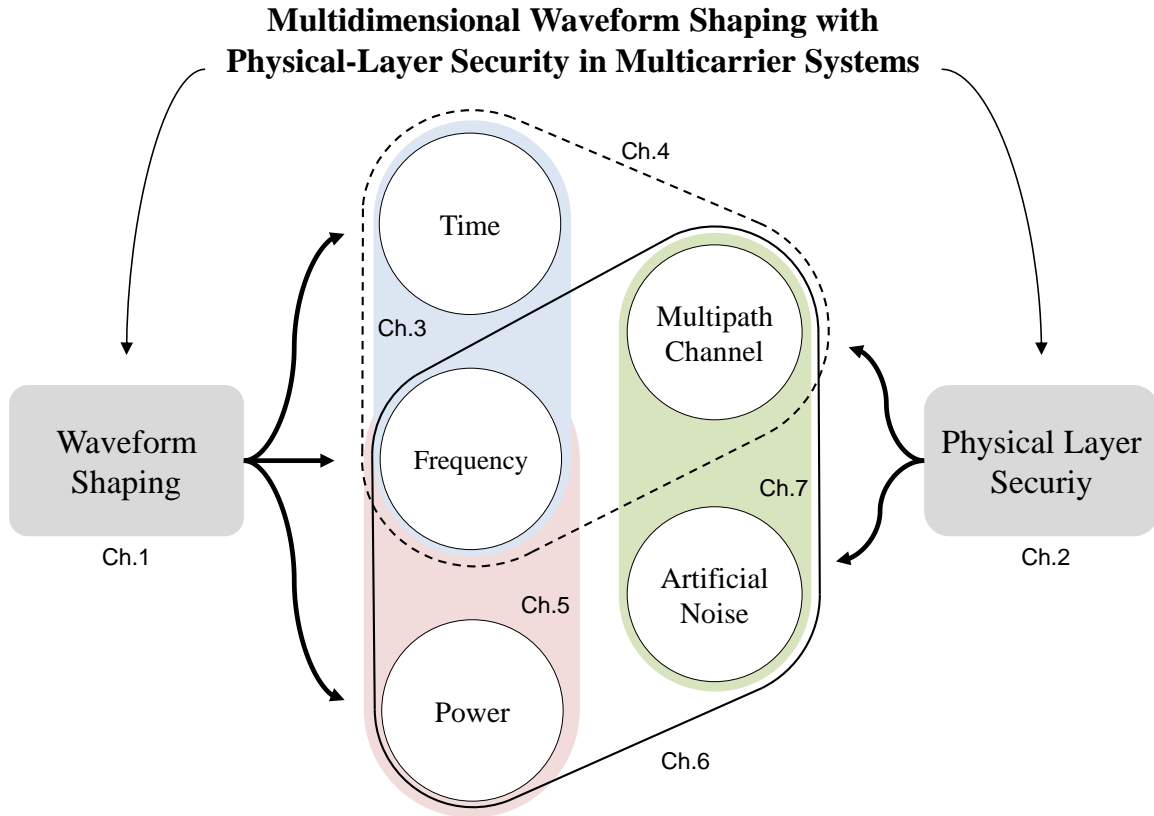 Multidimensional Waveform Shaping with
Physical-Layer Security in Multicarrier Systems
Ch.4
Time
Ch.3
Multipath
Channel
Waveform
Shaping
Frequency
Physical Layer
Securiy
Ch.7
Ch.1
Ch.2
Artificial
Noise
Ch.5
Power
Ch.6